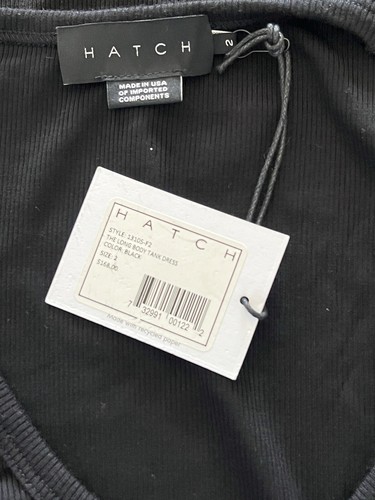 HATCH
2
MADE IN USA
OF IMPORTED
COMPONENTS
HATCH
STYLE: 1X105-F2
THE LONG BODY TANK DRESS
COLOR: BLACK
SIZE: 2
$168.00
7 32991 00122 2
made with recycled paper